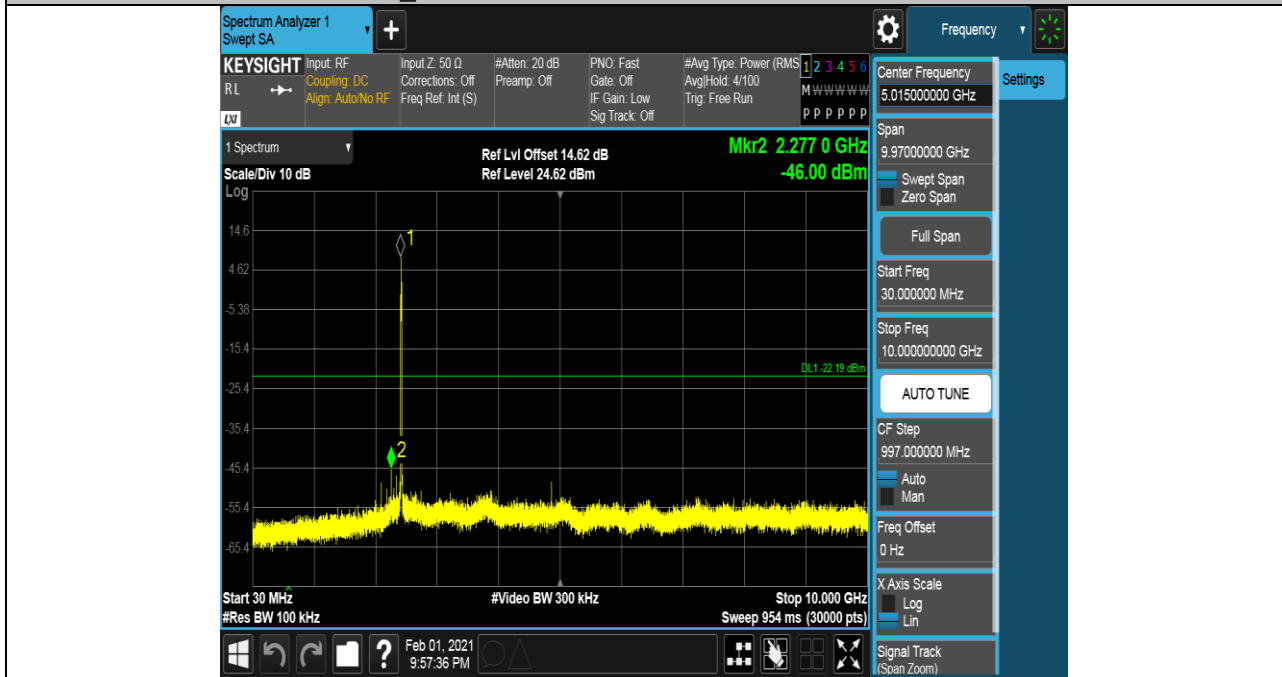 Spectrum Analyzer 1
Swept SA
Frequency
KEYSIGHT
RL
LXI
Input: RF
Coupling: DC
Align: Auto/No RF
Input Z: 50 Ω
Corrections: Off
Freq Ref: Int (S)
#Atten: 20 dB
Preamp: Off
PNO: Fast
Gate: Off
IF Gain: Low
Sig Track: Off
#Avg Type: Power (RMS
Avg|Hold: 4/100
Trig: Free Run
1 2 3 4 5 6
M W W W W W
P P P P P P
1 Spectrum
Scale/Div 10 dB
Ref Lvl Offset 14.62 dB
Ref Level 24.62 dBm
Mkr2 2.277 0 GHz
-46.00 dBm
Log
14.6
4.62
-5.38
-15.4
-25.4
-35.4
-45.4
-55.4
-65.4
1
2
DL1 -22.19 dBm
Start 30 MHz
#Res BW 100 kHz
#Video BW 300 kHz
Stop 10.000 GHz
Sweep 954 ms (30000 pts)
Feb 01, 2021
9:57:36 PM
Center Frequency
5.015000000 GHz
Span
9.97000000 GHz
Swept Span
Zero Span
Full Span
Start Freq
30.000000 MHz
Stop Freq
10.000000000 GHz
AUTO TUNE
CF Step
997.000000 MHz
Auto
Man
Freq Offset
0 Hz
X Axis Scale
Log
Lin
Signal Track
(Span Zoom)
Settings